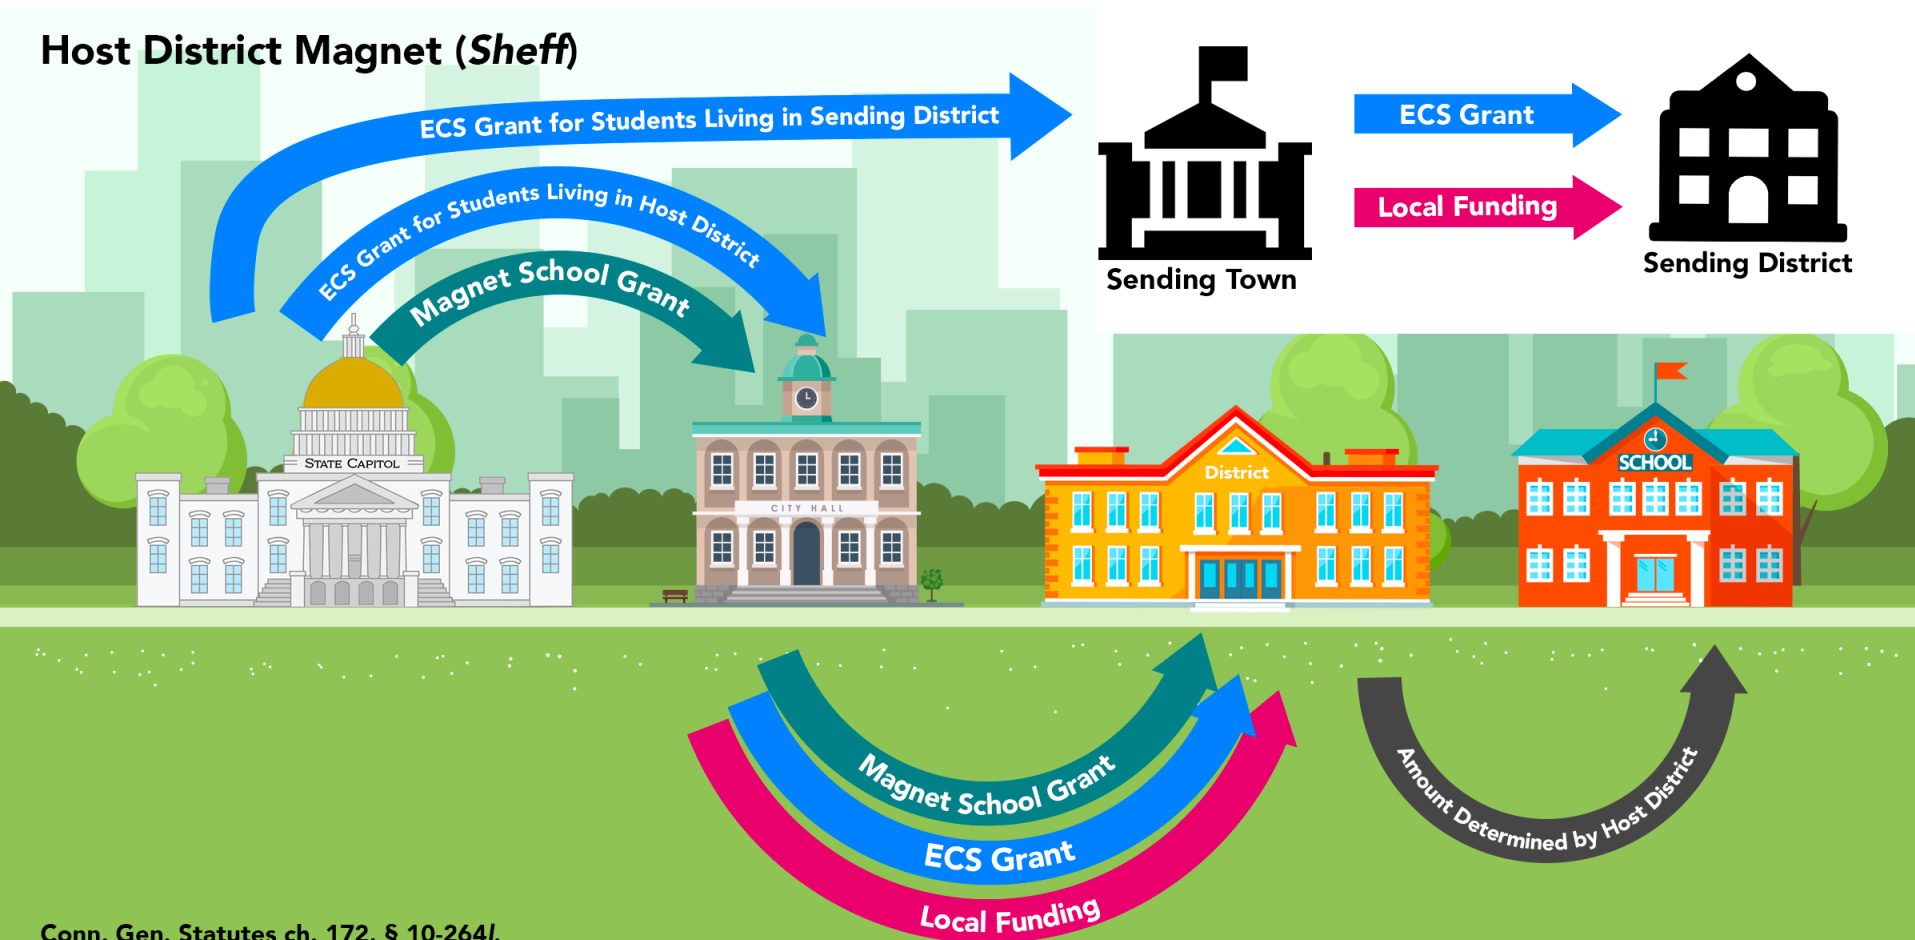 Host District Magnet (Sheff)
ECS Grant for Students Living in Sending District
ECS Grant for Students Living in Host District
Magnet School Grant
Sending Town
ECS Grant
Local Funding
Sending District
STATE CAPITOL
CITY HALL
District
SCHOOL
Magnet School Grant
ECS Grant
Local Funding
Amount Determined by Host District
Conn. Gen. Statutes ch. 172, § 10-264l.